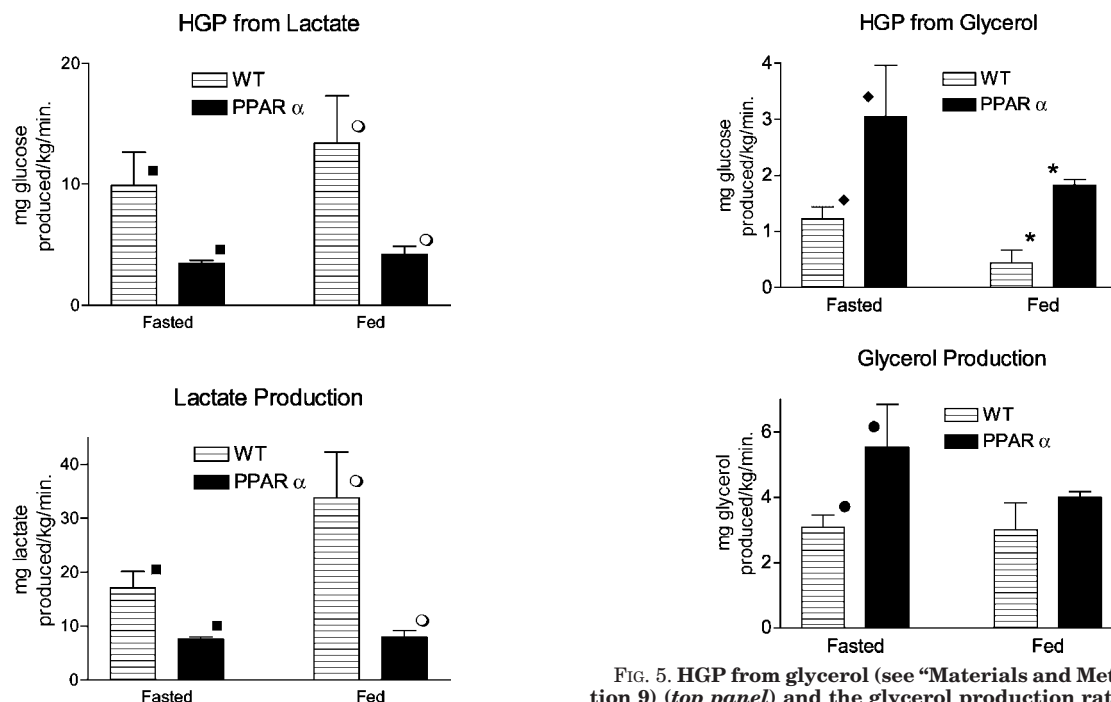 HGP from Lactate
mg glucose
produced/kg/min.
20
10
0
WT
PPAR α
Fasted
Fed
Lactate Production
mg lactate
produced/kg/min.
40
30
20
10
0
WT
PPAR α
Fasted
Fed
HGP from Glycerol
mg glucose
produced/kg/min.
4
3
2
1
0
WT
PPAR α
*
*
Fasted
Fed
Glycerol Production
mg glycerol
produced/kg/min.
6
4
2
0
WT
PPAR α
Fasted
Fed
FIG. 5. HGP from glycerol (see “Materials and Met
tion 9) (top panel) and the glycerol production rat